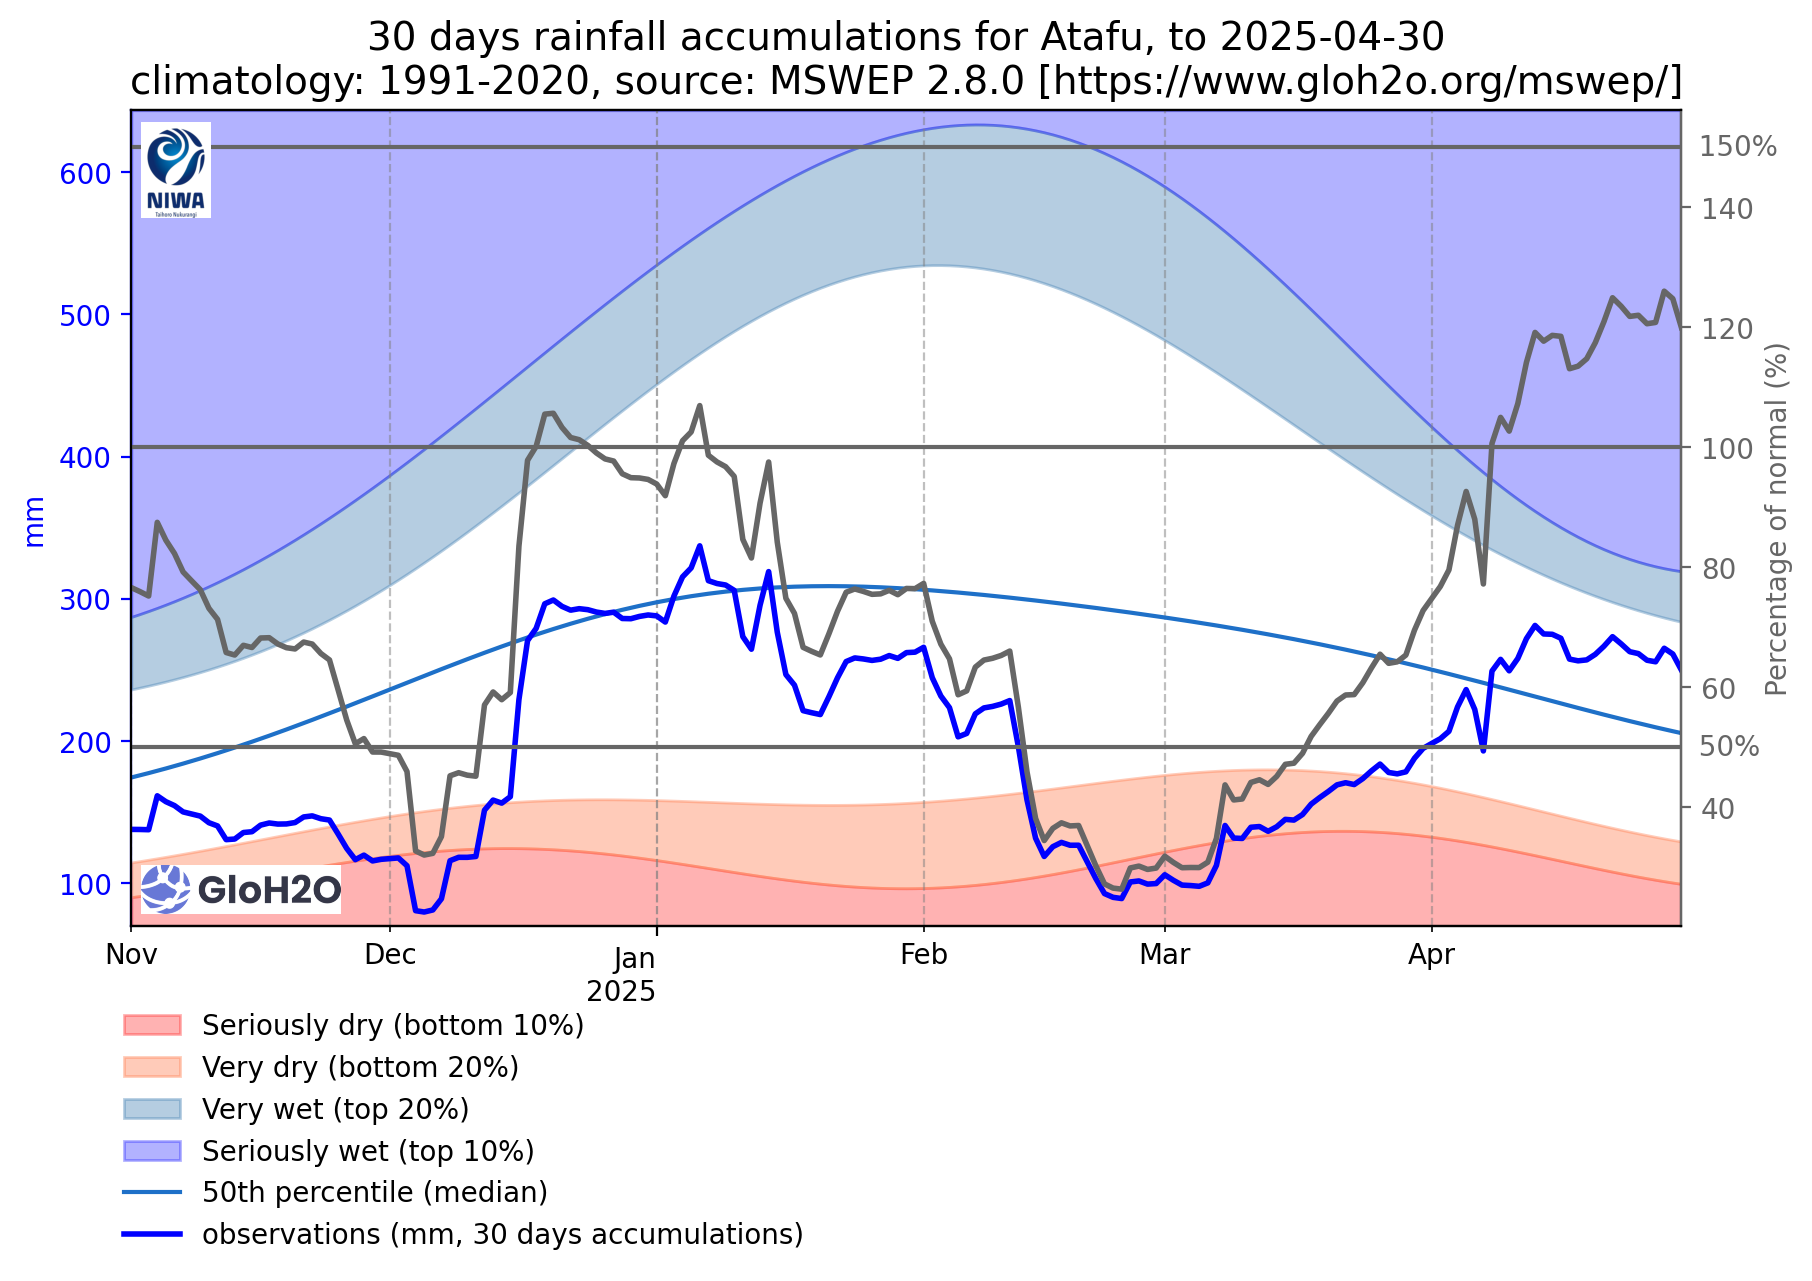 30 days rainfall accumulations for Atafu, to 2025-04-30
climatology: 1991-2020, source: MSWEP 2.8.0 [https://www.gloh2o.org/mswep/]
NIWA
Taihoro Nukurangi
600
500
400
300
200
100
mm
150%
140
120
100
80
60
50%
40
Percentage of normal (%)
GloH2O
Nov
Dec
Jan
2025
Feb
Mar
Apr
Seriously dry (bottom 10%)
Very dry (bottom 20%)
Very wet (top 20%)
Seriously wet (top 10%)
50th percentile (median)
observations (mm, 30 days accumulations)